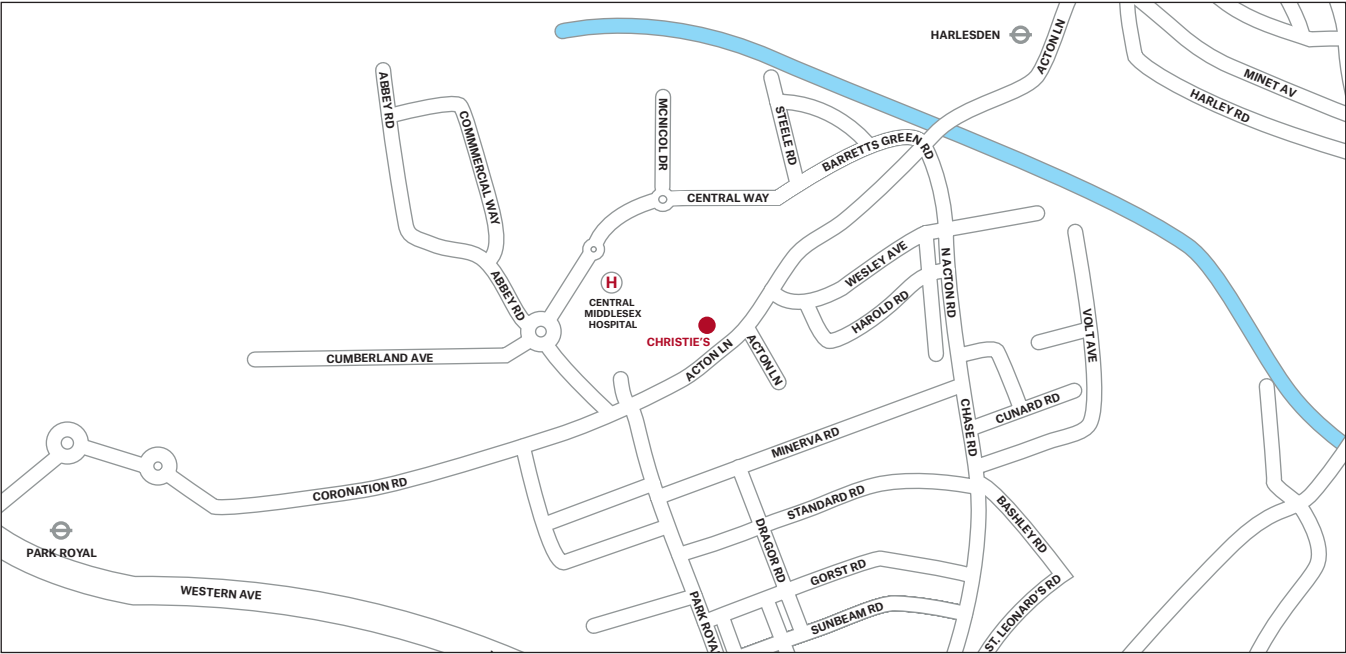 HARLESDEN
ACTON LN
MINET AV
HARLEY RD
ABBEY RD
COMMMERCIAL WAY
MCNICOL DR
STEELE RD
BARRETTS GREEN RD
CENTRAL WAY
WESLEY AVE
N ACTON RD
HAROLD RD
VOLT AVE
ABBEY RD
H
CENTRAL
MIDDLESEX
HOSPITAL
CHRISTIE'S
ACTON LN
ACTON LN
CUMBERLAND AVE
CUNARD RD
CHASE RD
MINERVA RD
CORONATION RD
STANDARD RD
BASHLEY RD
DRAGOR RD
PARK ROYAL
GORST RD
WESTERN AVE
SUNBEAM RD
ST. LEONARD'S RD
PARK ROYA